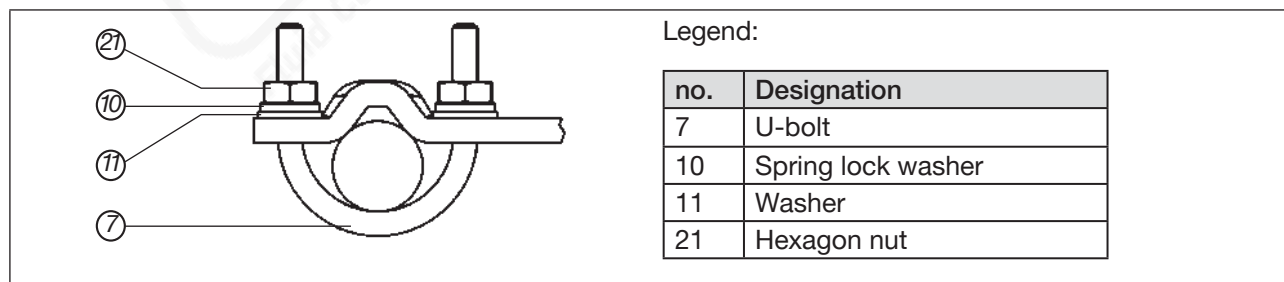 21
10
11
7
Legend:
no. Designation
7 U-bolt
10 Spring lock washer
11 Washer
21 Hexagon nut